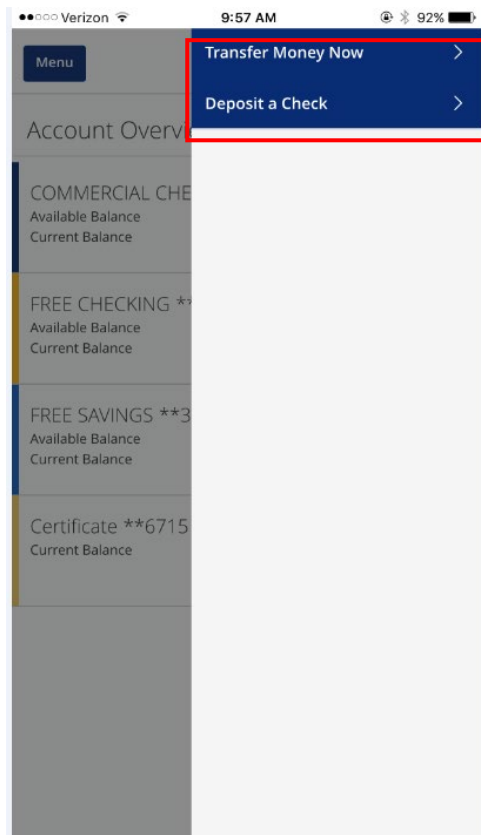 Verizon 9:57 AM 92%
Menu
Transfer Money Now
Deposit a Check
Account Overvi
COMMERCIAL CHE
Available Balance
Current Balance
FREE CHECKING **
Available Balance
Current Balance
FREE SAVINGS **3
Available Balance
Current Balance
Certificate **6715
Current Balance